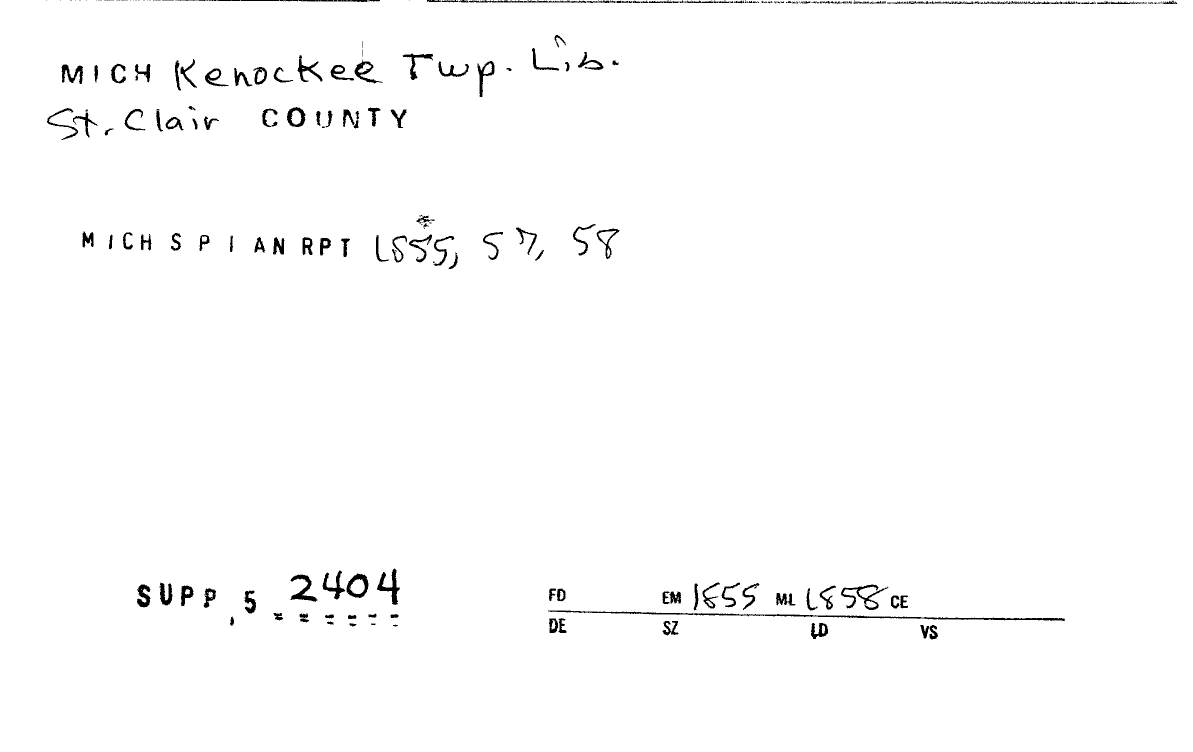 MICH Kenockee Twp. Lib.
St. Clair COUNTY
*
MICH S P I AN RPT 1855, 57, 58
SUPP, 5 2404
FD EM 1855 ML 1858 CE
DE SZ LD VS